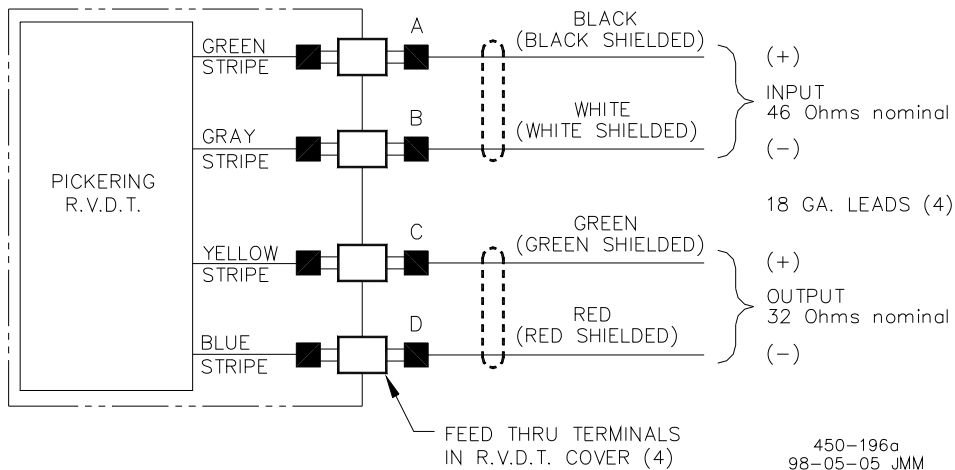 BLACK
(BLACK SHIELDED)
A
GREEN
STRIPE
(+)
INPUT
46 Ohms nominal
WHITE
(WHITE SHIELDED)
B
GRAY
STRIPE
(-)
PICKERING
R.V.D.T.
18 GA. LEADS (4)
GREEN
(GREEN SHIELDED)
C
YELLOW
STRIPE
(+)
OUTPUT
32 Ohms nominal
RED
(RED SHIELDED)
D
BLUE
STRIPE
(-)
FEED THRU TERMINALS
IN R.V.D.T. COVER (4)
450-196a
98-05-05 JMM